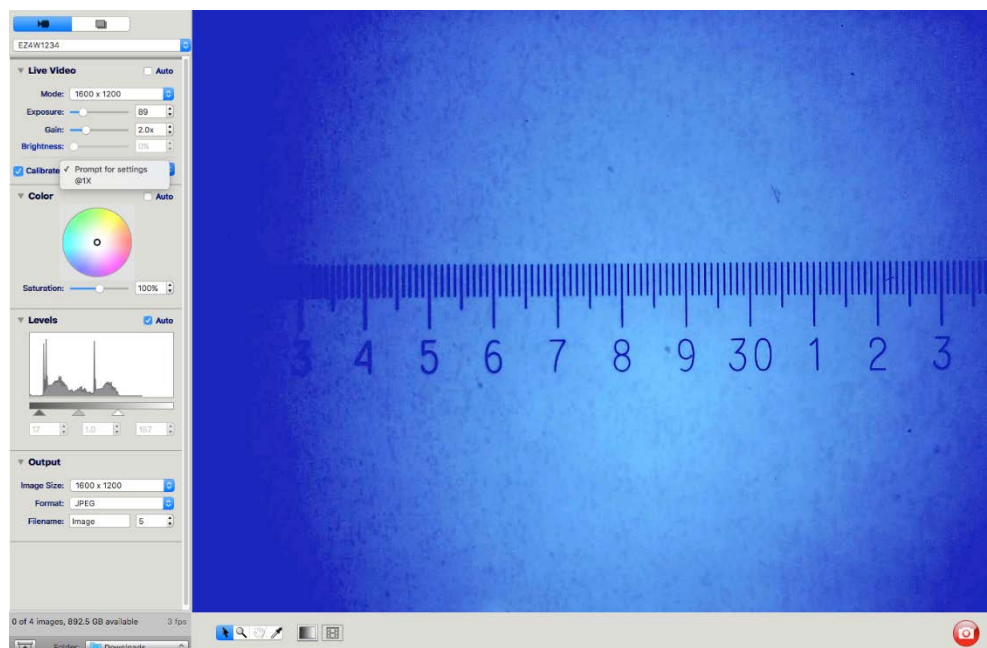 EZ4W1234
Live Video
Auto
Mode: 1600 x 1200
Exposure: 89
Gain: 2.0x
Brightness: 0%
Calibrate ✓ Prompt for settings
@1X
Color
Auto
Saturation: 100%
Levels
Auto
17 1.0 157
Output
Image Size: 1600 x 1200
Format: JPEG
Filename: Image 5
0 of 4 images, 892.5 GB available 3 fps
Folder: Downloads
3 4 5 6 7 8 9 30 1 2 3